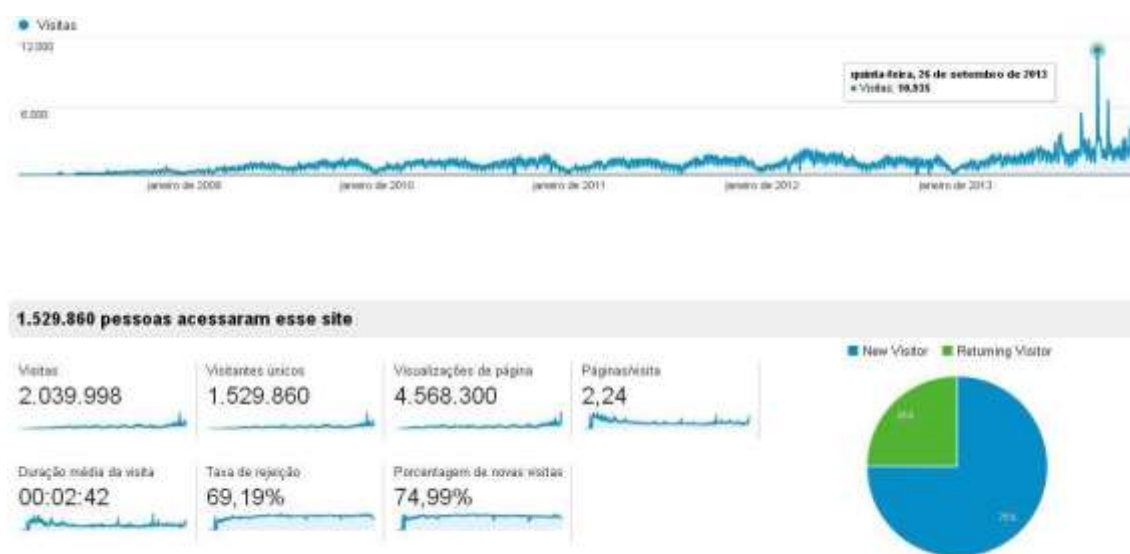 Visitas
12.000
quinta-feira, 26 de setembro de 2013
Visitas: 10.935
6.000
janeiro de 2009
janeiro de 2010
janeiro de 2011
janeiro de 2012
janeiro de 2013
1.529.860 pessoas acessaram esse site
New Visitor
Returning Visitor
Visitas
2.039.998
Visitantes únicos
1.529.860
Visualizações de página
4.568.300
Páginas/visita
2,24
Duração média da visita
00:02:42
Taxa de rejeição
69,19%
Porcentagem de novas visitas
74,99%